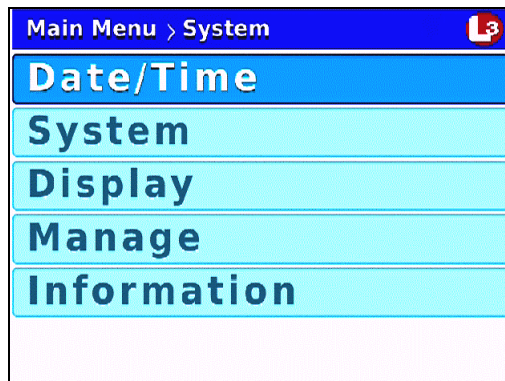 Main Menu > System
L3
Date/Time
System
Display
Manage
Information